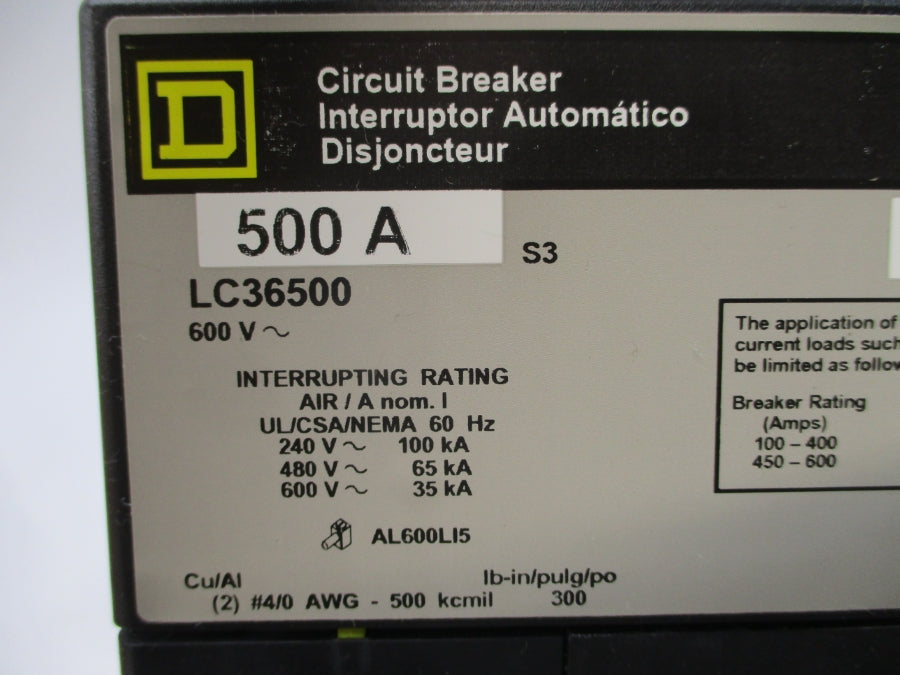 D
Circuit Breaker
Interruptor Automático
Disjoncteur
500 A
S3
LC36500
600 V ~
INTERRUPTING RATING
AIR / A nom. I
UL/CSA/NEMA 60 Hz
240 V ~ 100 kA
480 V ~ 65 kA
600 V ~ 35 kA
AL600LI5
Cu/Al lb-in/pulg/po
(2) #4/0 AWG - 500 kcmil 300
The application of
current loads such
be limited as follow
Breaker Rating
(Amps)
100 – 400
450 – 600